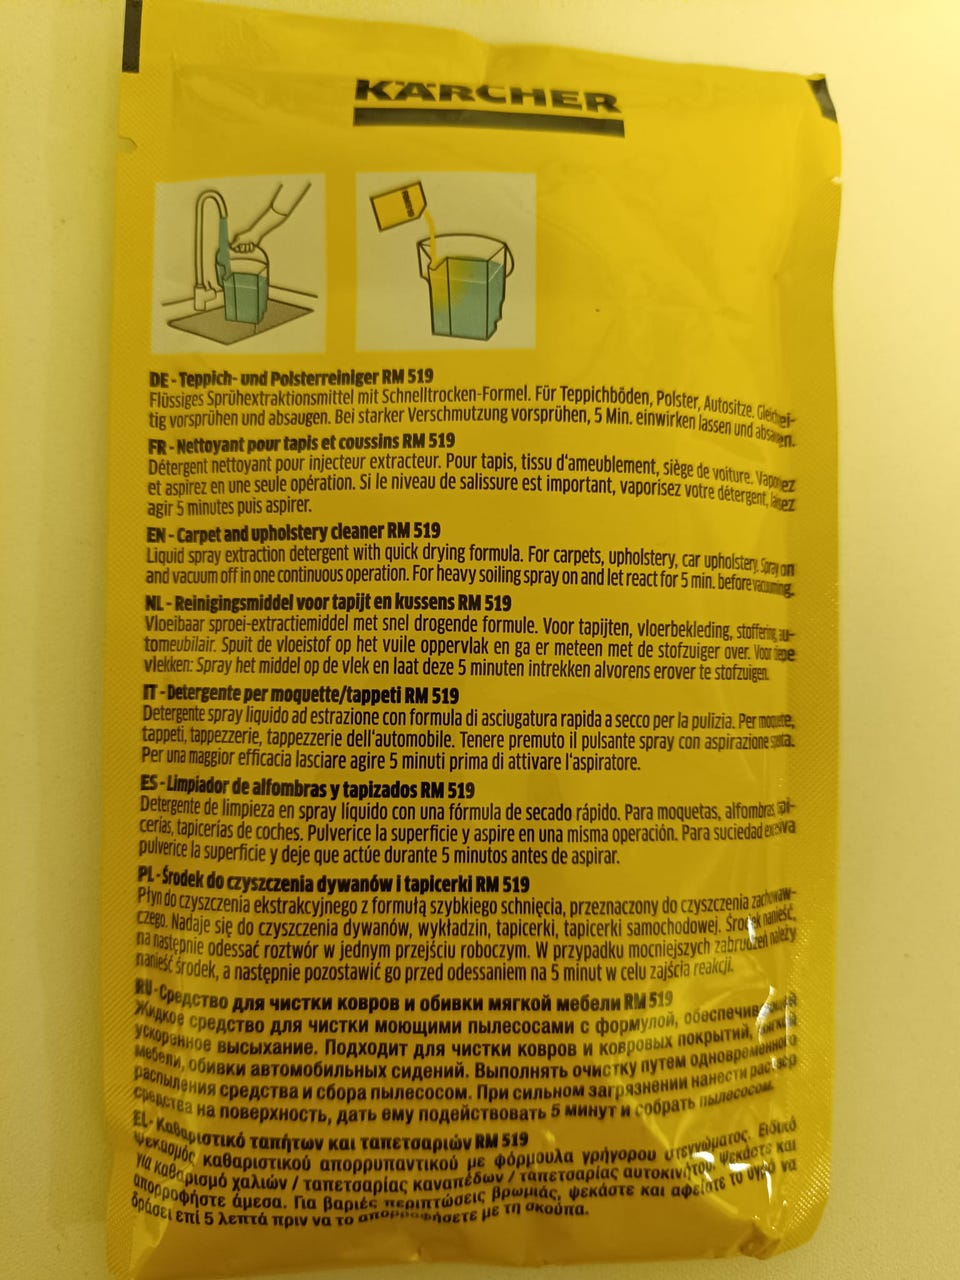 KÄRCHER
DE - Teppich- und Polsterreiniger RM 519
Flüssiges Sprühextraktionsmittel mit Schnelltrocken-Formel. Für Teppichböden, Polster, Autositze. Gleichzei-
tig vorsprühen und absaugen. Bei starker Verschmutzung vorsprühen, 5 Min. einwirken lassen und absaugen.
FR - Nettoyant pour tapis et coussins RM 519
Détergent nettoyant pour injecteur extracteur. Pour tapis, tissu d'ameublement, siège de voiture. Vaporisez
et aspirez en une seule opération. Si le niveau de salissure est important, vaporisez votre détergent, laissez
agir 5 minutes puis aspirer.
EN - Carpet and upholstery cleaner RM 519
Liquid spray extraction detergent with quick drying formula. For carpets, upholstery, car upholstery. Spray on
and vacuum off in one continuous operation. For heavy soiling spray on and let react for 5 min. before vacuuming.
NL - Reinigingsmiddel voor tapijt en kussens RM 519
Vloeibaar sproei-extractiemiddel met snel drogende formule. Voor tapijten, vloerbekleding, stoffering, au-
tomeubilair. Spuit de vloeistof op het vuile oppervlak en ga er meteen met de stofzuiger over. Voor diepe
vlekken: Spray het middel op de vlek en laat deze 5 minuten intrekken alvorens erover te stofzuigen.
IT - Detergente per moquette/tappeti RM 519
Detergente spray liquido ad estrazione con formula di asciugatura rapida a secco per la pulizia. Per moquette,
tappeti, tappezzerie, tappezzerie dell'automobile. Tenere premuto il pulsante spray con aspirazione
Per una maggior efficacia lasciare agire 5 minuti prima di attivare l'aspiratore.
ES - Limpiador de alfombras y tapizados RM 519
Detergente de limpieza en spray líquido con una fórmula de secado rápido. Para moquetas, alfombras, tapi-
cerías, tapicerías de coches. Pulverice la superficie y aspire en una misma operación. Para suciedad excesiva
pulverice la superficie y deje que actúe durante 5 minutos antes de aspirar.
PL - Środek do czyszczenia dywanów i tapicerki RM 519
Płyn do czyszczenia ekstrakcyjnego z formułą szybkiego schnięcia, przeznaczony do czyszczenia zachowaw-
czego. Nadaje się do czyszczenia dywanów, wykładzin, tapicerki, tapicerki samochodowej. Środek nanieść,
na następnie odessać roztwór w jednym przejściu roboczym. W przypadku mocniejszych zabrudzeń należy
nanieść środek, a następnie pozostawić go przed odessaniem na 5 minut w celu zajścia reakcji.
RU - Средство для чистки ковров и обивки мягкой мебели RM 519
Жидкое средство для чистки моющими пылесосами с формулой, обеспечивающей
ускоренное высыхание. Подходит для чистки ковров и ковровых покрытий, мягкой
мебели, обивки автомобильных сидений. Выполнять очистку путем одновременного
распыления средства и сбора пылесосом. При сильном загрязнении нанести раствор
средства на поверхность, дать ему подействовать 5 минут и собрать пылесосом.
EL - Καθαριστικό ταπήτων και ταπετσαριών RM 519
Ψεκασμός καθαριστικού απορρυπαντικού με φόρμουλα γρήγορου στεγνώματος. Ειδικό
για καθαρισμό χαλιών / ταπετσαρίας καναπέδων / ταπετσαρίας αυτοκινήτου. Ψεκάστε και
απορροφήστε άμεσα. Για βαριές περιπτώσεις βρωμιάς, ψεκάστε και αφείστε το υγρό να
δράσει επί 5 λεπτά πριν να το απορροφήσετε με τη σκούπα.